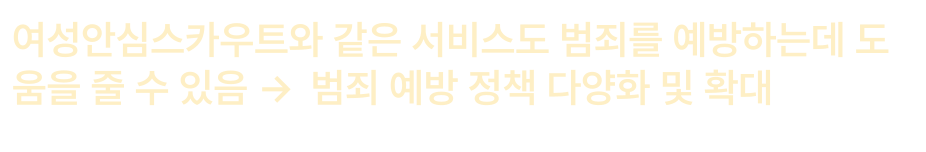 여성안심스카우트와 같은 서비스도 범죄를 예방하는데 도
움을 줄 수 있음 → 범죄 예방 정책 다양화 및 확대